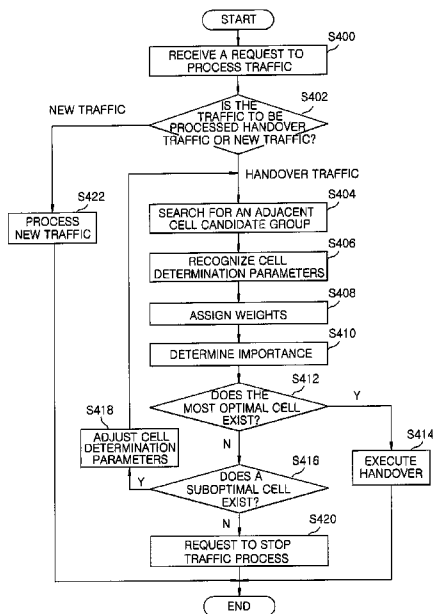 START
S400
RECEIVE A REQUEST TO
PROCESS TRAFFIC
S402
IS THE
TRAFFIC TO BE
PROCESSED HANDOVER
TRAFFIC OR NEW TRAFFIC?
NEW TRAFFIC
HANDOVER TRAFFIC
S422
PROCESS
NEW TRAFFIC
S404
SEARCH FOR AN ADJACENT
CELL CANDIDATE GROUP
S406
RECOGNIZE CELL
DETERMINATION PARAMETERS
S408
ASSIGN WEIGHTS
S410
DETERMINE IMPORTANCE
S412
DOES THE
MOST OPTIMAL CELL
EXIST?
Y
N
S414
EXECUTE
HANDOVER
S418
ADJUST CELL
DETERMINATION
PARAMETERS
S416
DOES A
SUBOPTIMAL CELL
EXIST?
Y
N
S420
REQUEST TO STOP
TRAFFIC PROCESS
END